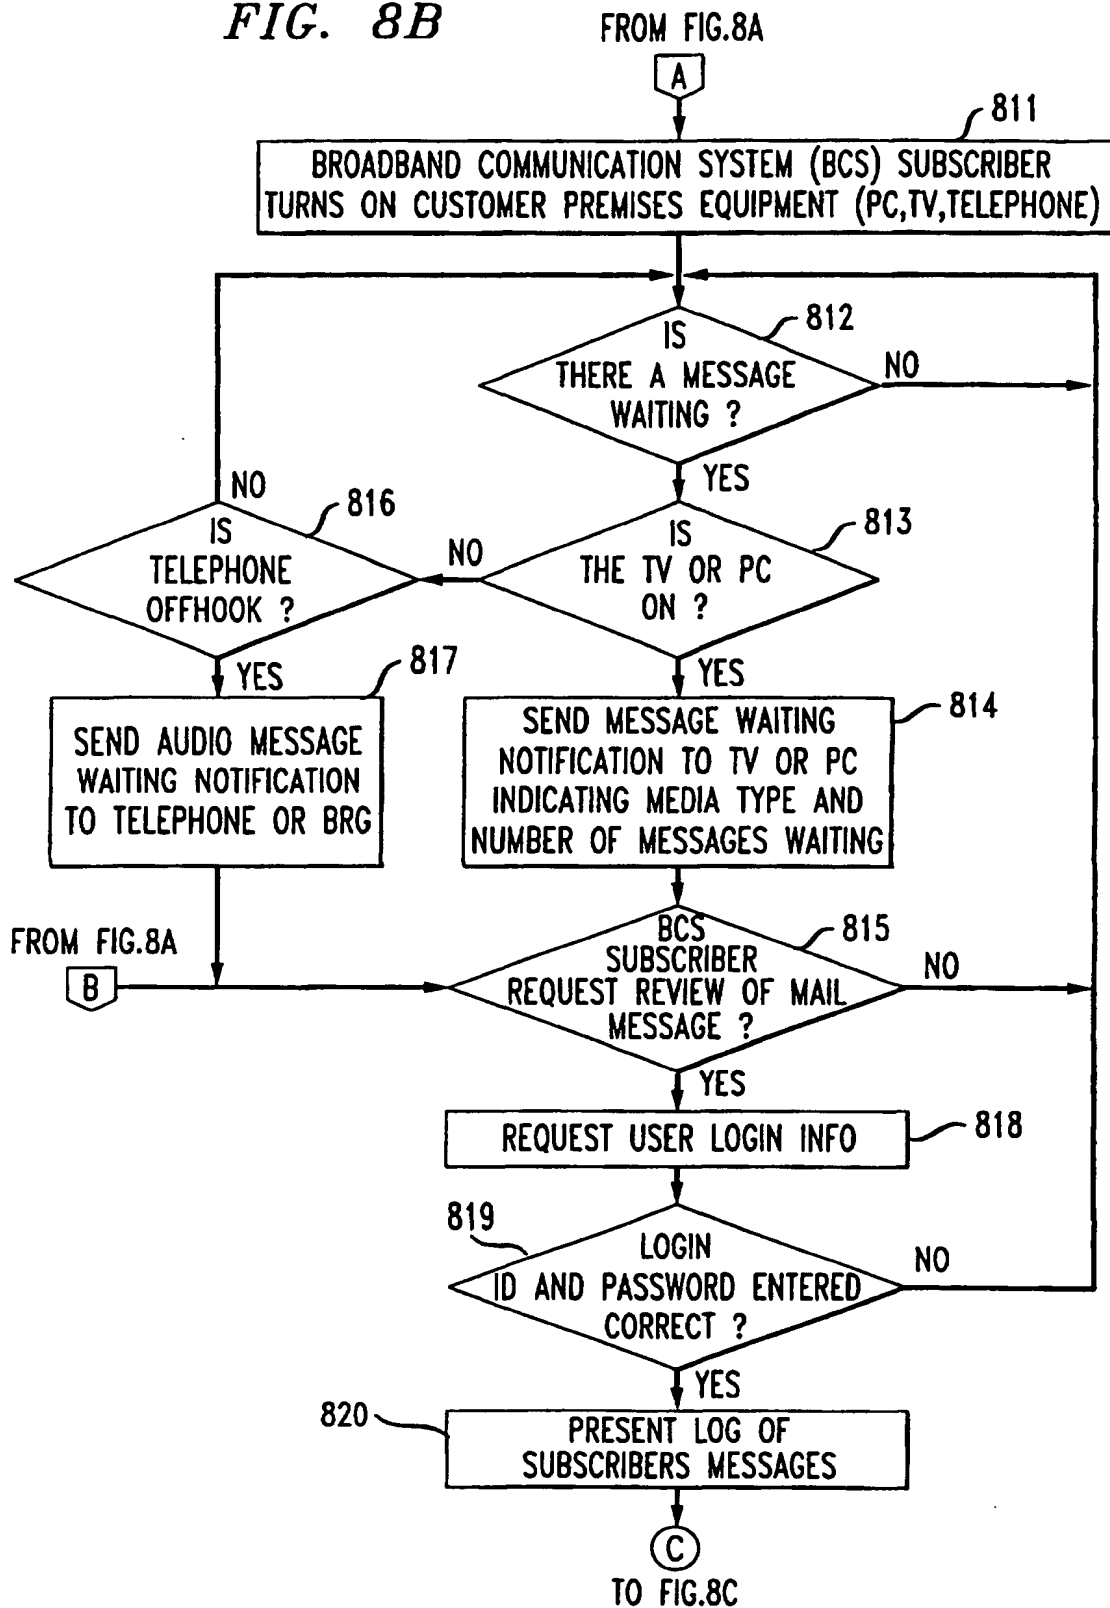 FIG. 8B
FROM FIG.8A
A
811
BROADBAND COMMUNICATION SYSTEM (BCS) SUBSCRIBER
TURNS ON CUSTOMER PREMISES EQUIPMENT (PC,TV,TELEPHONE)
812
IS
THERE A MESSAGE
WAITING ?
NO
YES
NO
816
IS
TELEPHONE
OFFHOOK ?
NO
813
IS
THE TV OR PC
ON ?
YES
817
YES
SEND AUDIO MESSAGE
WAITING NOTIFICATION
TO TELEPHONE OR BRG
814
SEND MESSAGE WAITING
NOTIFICATION TO TV OR PC
INDICATING MEDIA TYPE AND
NUMBER OF MESSAGES WAITING
FROM FIG.8A
B
815
BCS
SUBSCRIBER
REQUEST REVIEW OF MAIL
MESSAGE ?
NO
YES
REQUEST USER LOGIN INFO
818
819
LOGIN
ID AND PASSWORD ENTERED
CORRECT ?
NO
YES
820
PRESENT LOG OF
SUBSCRIBERS MESSAGES
C
TO FIG.8C